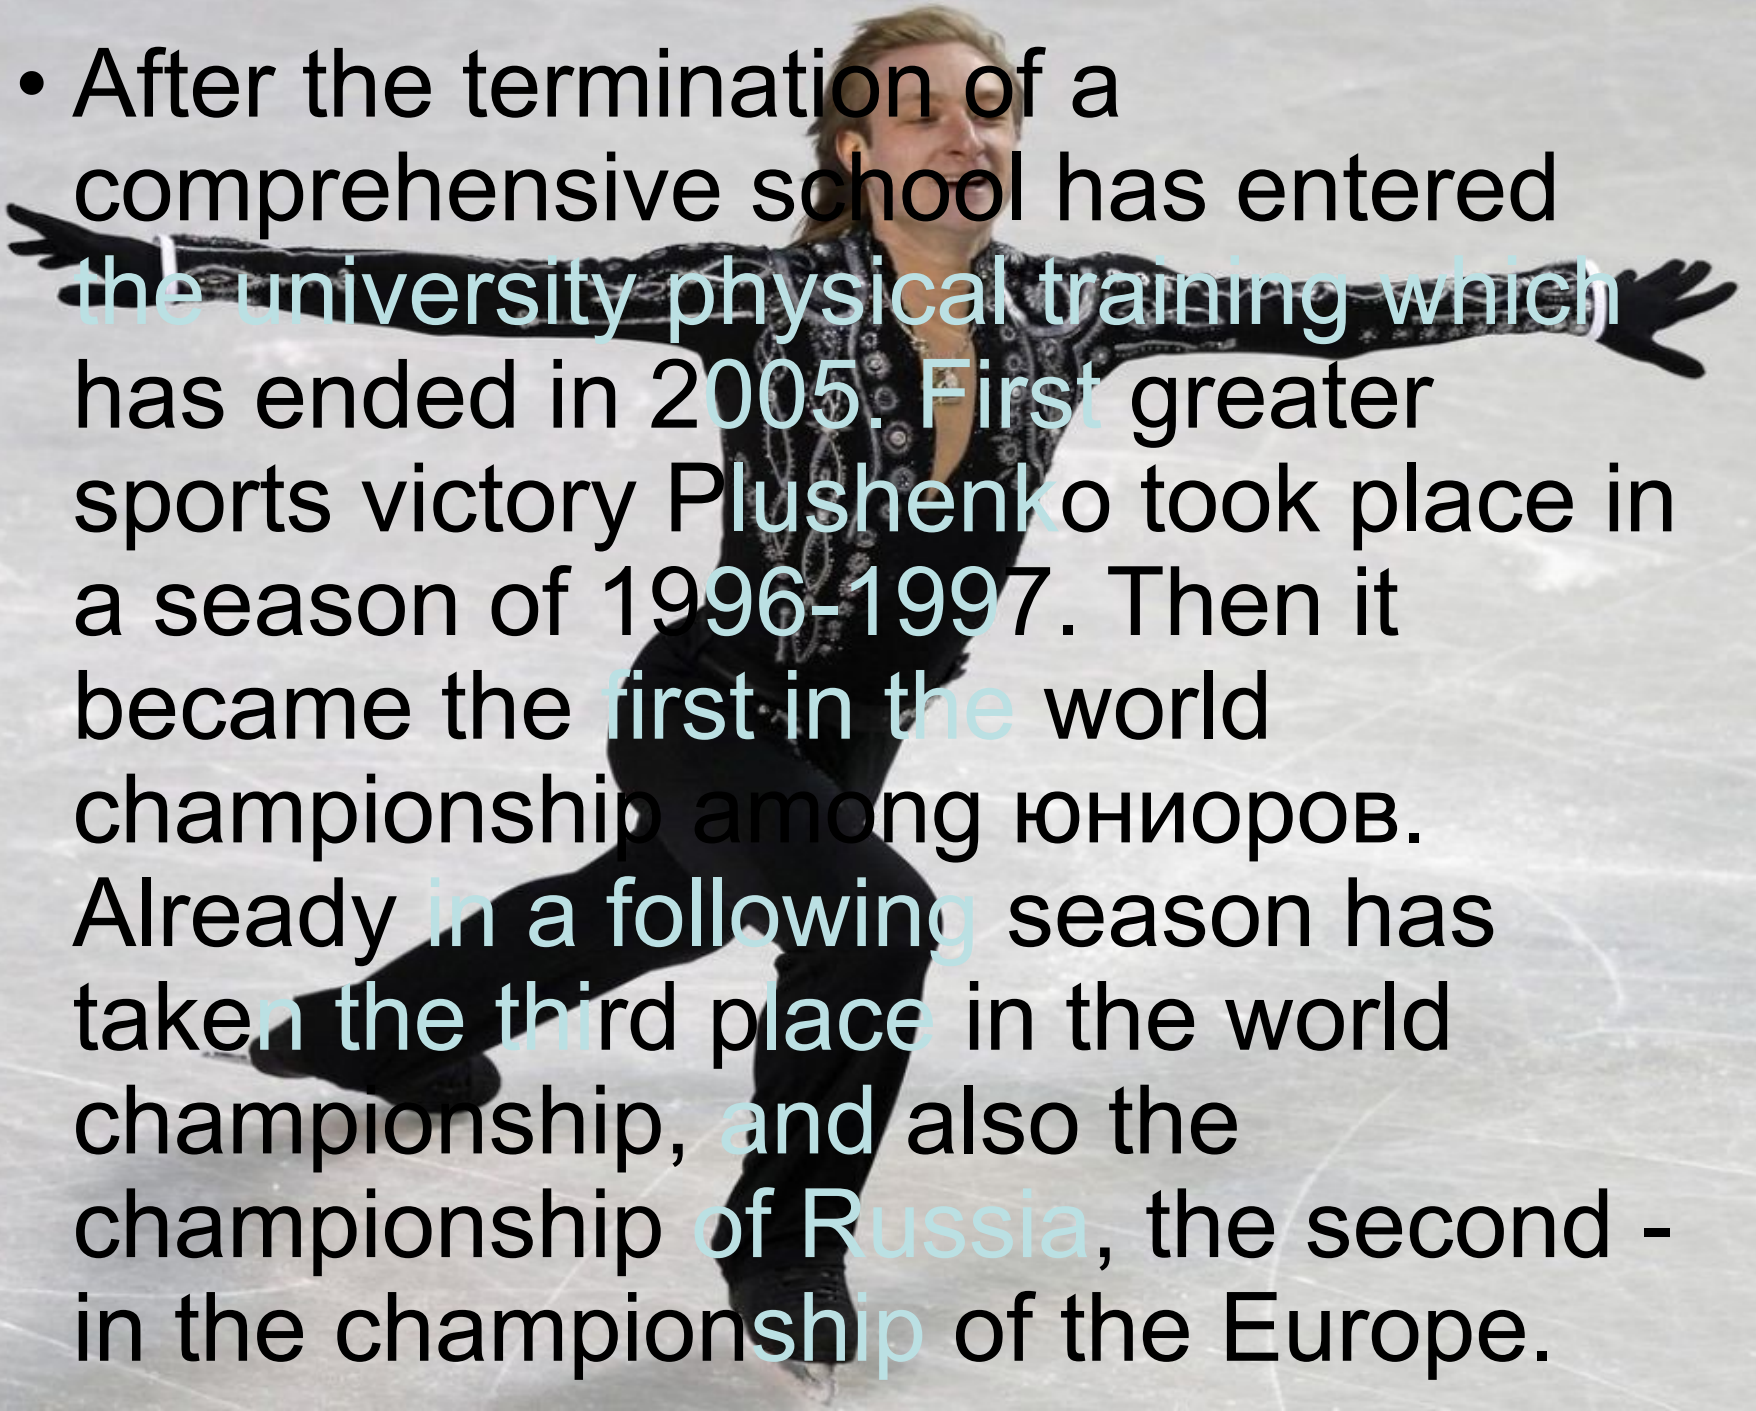 • After the termination of a
comprehensive school has entered
the university physical training which
has ended in 2005. First greater
sports victory Plushenko took place in
a season of 1996-1997. Then it
became the first in the world
championship among юниоров.
Already in a following season has
taken the third place in the world
championship, and also the
championship of Russia, the second -
in the championship of the Europe.